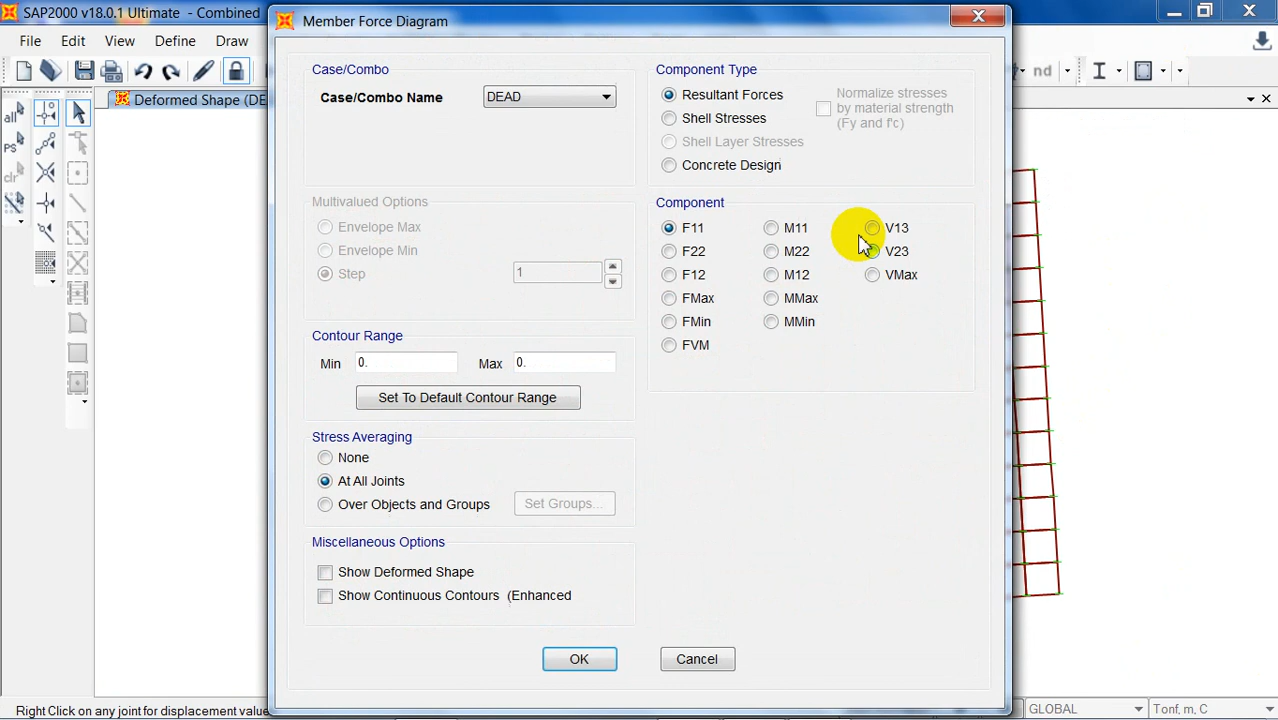 SAP2000 v18.0.1 Ultimate - Combined
Member Force Diagram
File Edit View Define Draw
nd
all
PS
clr
Deformed Shape (DE
Case/Combo
Case/Combo Name DEAD
Multivalued Options
Envelope Max
Envelope Min
Step 1
Contour Range
Min 0. Max 0.
Set To Default Contour Range
Stress Averaging
None
At All Joints
Over Objects and Groups Set Groups...
Miscellaneous Options
Show Deformed Shape
Show Continuous Contours (Enhanced
Component Type
Resultant Forces
Shell Stresses
Shell Layer Stresses
Concrete Design
Normalize stresses
by material strength
(Fy and f'c)
Component
F11 M11 V13
F22 M22 V23
F12 M12 VMax
FMax MMax
FMin MMin
FVM
OK Cancel
Right Click on any joint for displacement value
GLOBAL Tonf, m, C